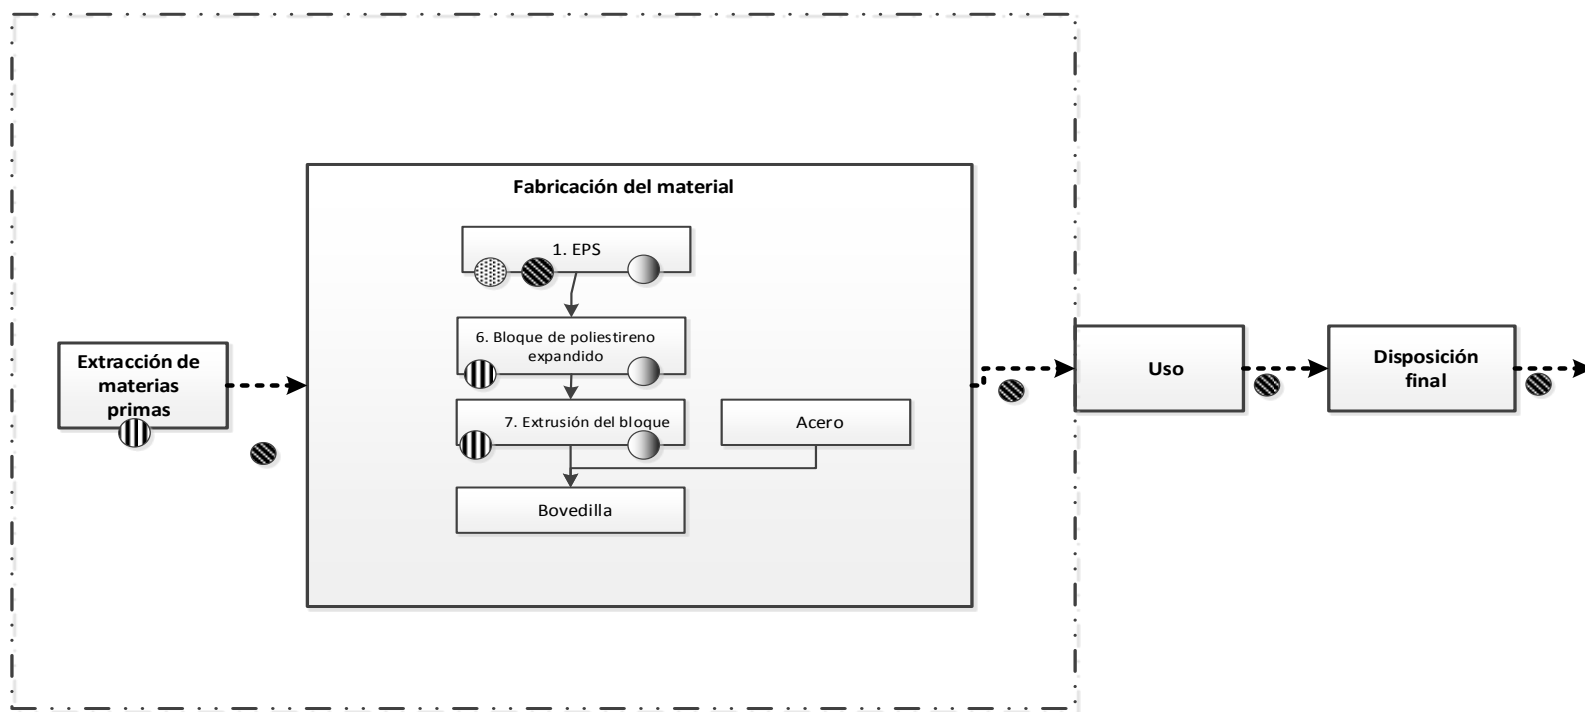 Fabricación del material
1. EPS
6. Bloque de poliestireno
expandido
7. Extrusión del bloque
Acero
Bovedilla
Extracción de
materias
primas
Uso
Disposición
final